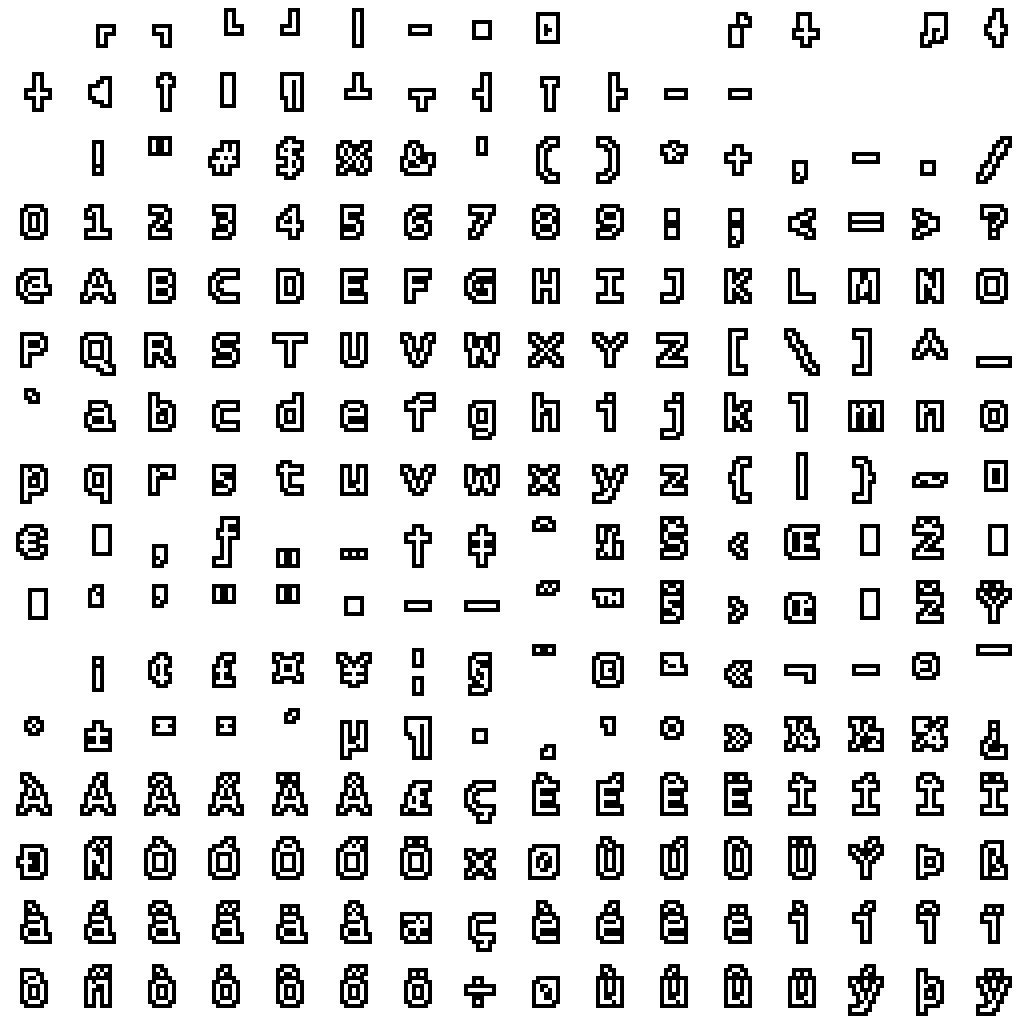 ┌ ┐ └ ┘ │ ─
! " # $ % & ' ( ) * + , - . /
0 1 2 3 4 5 6 7 8 9 : ; < = > ?
@ A B C D E F G H I J K L M N O
P Q R S T U V W X Y Z [ \ ] ^ _
` a b c d e f g h i j k l m n o
p q r s t u v w x y z { | } ~
€ ‚ ƒ „ … † ‡ ˆ ‰ Š ‹ Œ Ž
‘ ’ “ ” • – — ˜ ™ š › œ ž Ÿ
¡ ¢ £ ¤ ¥ ¦ § ¨ © ª « ¬ - ® ¯
° ± ² ³ ´ µ ¶ · ¸ ¹ º » ¼ ½ ¾ ¿
À Á Â Ã Ä Å Æ Ç È É Ê Ë Ì Í Î Ï
Ð Ñ Ò Ó Ô Õ Ö × Ø Ù Ú Û Ü Ý Þ ß
à á â ã ä å æ ç è é ê ë ì í î ï
ð ñ ò ó ô õ ö ÷ ø ù ú û ü ý þ ÿ